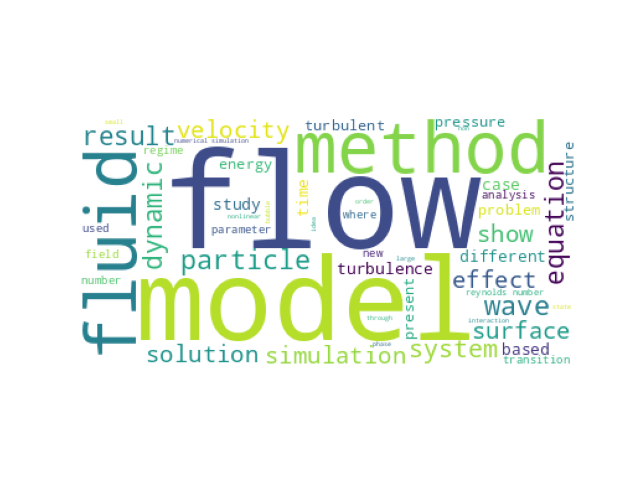 small
result
velocity
turbulent
pressure
non
numerical simulation
method
regime
energy
fluid
dynamic
flow
time
bubble
study
nonlinear
parameter
order
idea
where
case
analysis
problem
equation
structure
used
field
number
particle
new
large
turbulence
show
different
effect
reynolds number
model
present
wave
state
through
interaction
surface
solution
simulation
phase
system
based
transition